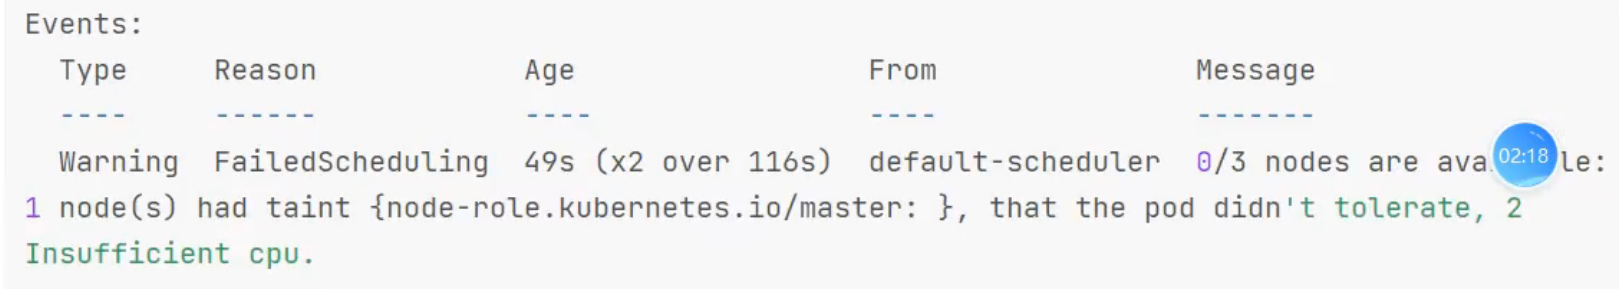 Events:
Type Reason Age From Message
---- ------ ---- ---- -------
Warning FailedScheduling 49s (x2 over 116s) default-scheduler 0/3 nodes are ava 02:18 le:
1 node(s) had taint {node-role.kubernetes.io/master: }, that the pod didn't tolerate, 2
Insufficient cpu.